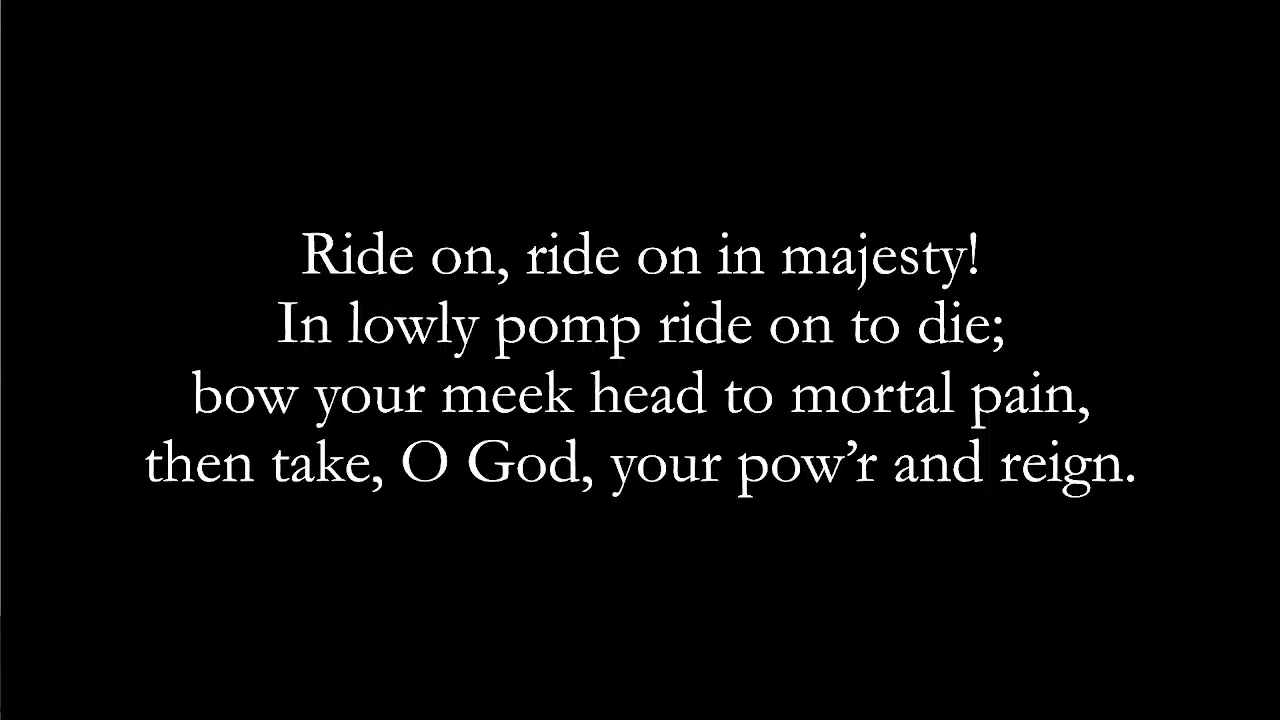 Ride on, ride on in majesty!
In lowly pomp ride on to die;
bow your meek head to mortal pain,
then take, O God, your pow’r and reign.